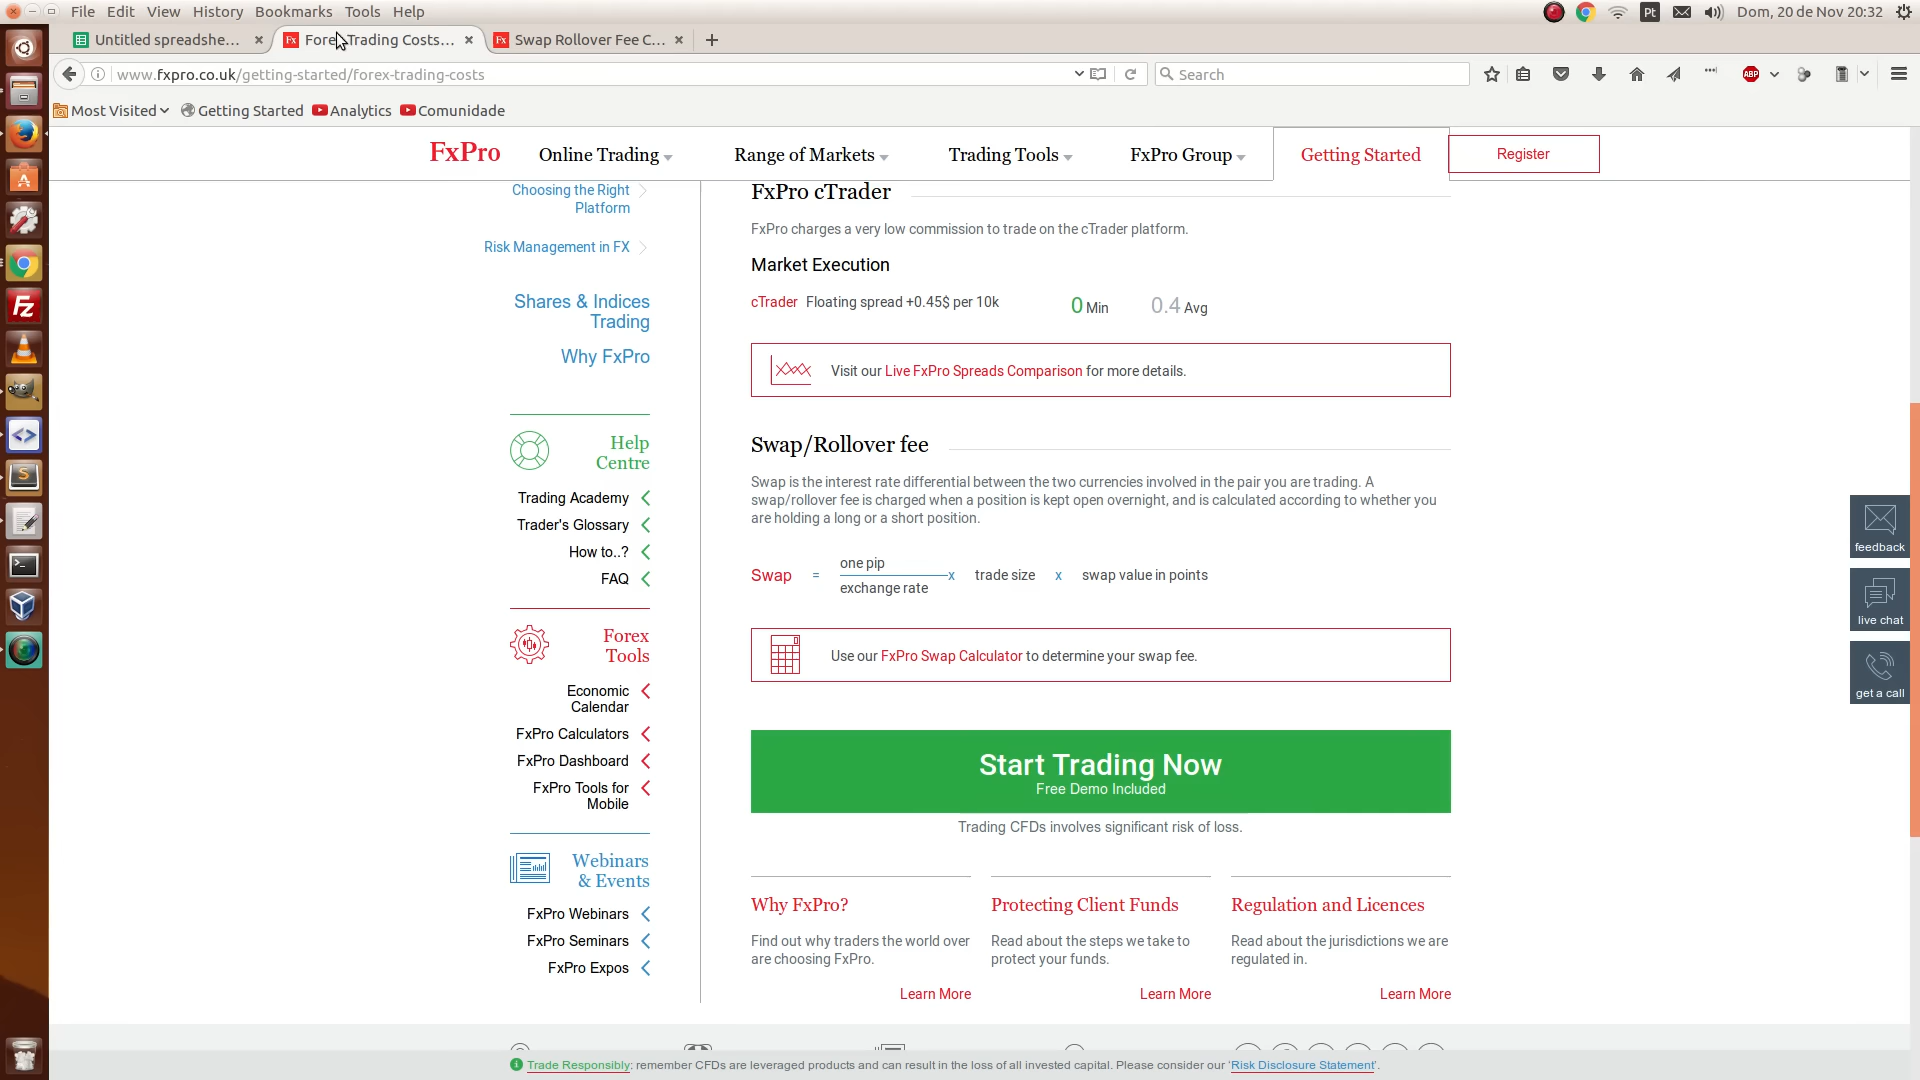 File Edit View History Bookmarks Tools Help
Pt Dom, 20 de Nov 20:32
Untitled spreadshe...
Fx Fore Trading Costs...
Fx Swap Rollover Fee C...
www.fxpro.co.uk/getting-started/forex-trading-costs
Search
ABP
Most Visited Getting Started Analytics Comunidade
FxPro Online Trading Range of Markets Trading Tools FxPro Group Getting Started Register
Choosing the Right
Platform
Risk Management in FX
Shares & Indices
Trading
Why FxPro
Help
Centre
Trading Academy
Trader's Glossary
How to..?
FAQ
Forex
Tools
Economic
Calendar
FxPro Calculators
FxPro Dashboard
FxPro Tools for
Mobile
Webinars
& Events
FxPro Webinars
FxPro Seminars
FxPro Expos
FxPro cTrader
FxPro charges a very low commission to trade on the cTrader platform.
Market Execution
cTrader Floating spread +0.45$ per 10k 0 Min 0.4 Avg
Visit our Live FxPro Spreads Comparison for more details.
Swap/Rollover fee
Swap is the interest rate differential between the two currencies involved in the pair you are trading. A
swap/rollover fee is charged when a position is kept open overnight, and is calculated according to whether you
are holding a long or a short position.
one pip
Swap = x trade size x swap value in points
exchange rate
Use our FxPro Swap Calculator to determine your swap fee.
Start Trading Now
Free Demo Included
Trading CFDs involves significant risk of loss.
Why FxPro?
Find out why traders the world over
are choosing FxPro.
Learn More
Protecting Client Funds
Read about the steps we take to
protect your funds.
Learn More
Regulation and Licences
Read about the jurisdictions we are
regulated in.
Learn More
feedback
live chat
get a call
Trade Responsibly: remember CFDs are leveraged products and can result in the loss of all invested capital. Please consider our 'Risk Disclosure Statement'.